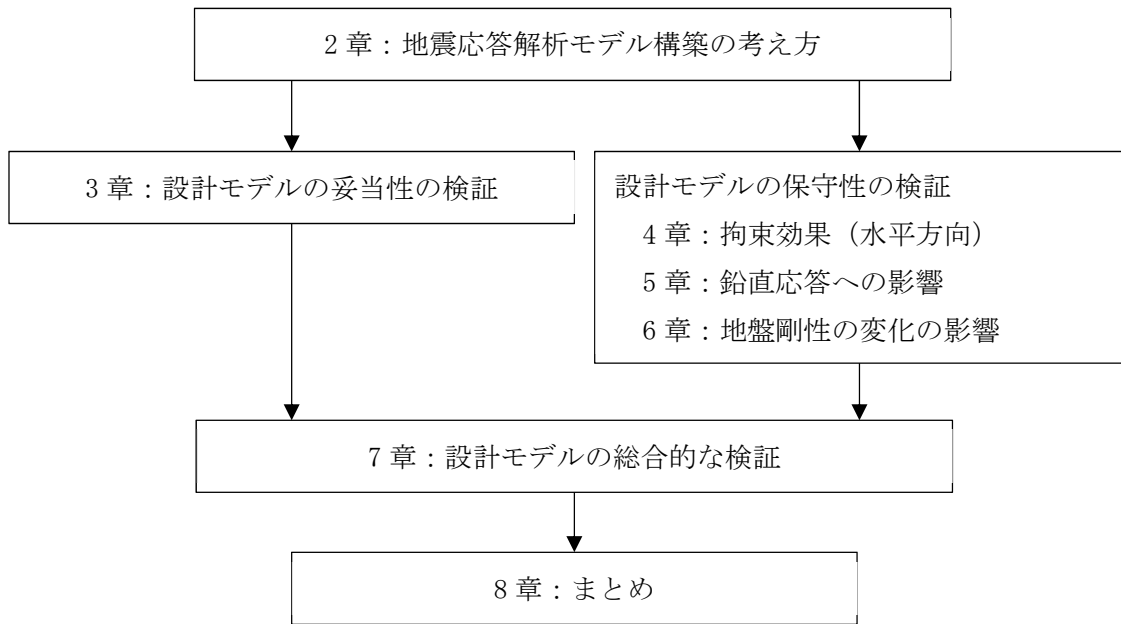 2 章：地震応答解析モデル構築の考え方
3 章：設計モデルの妥当性の検証
設計モデルの保守性の検証
4 章：拘束効果（水平方向）
5 章：鉛直応答への影響
6 章：地盤剛性の変化の影響
7 章：設計モデルの総合的な検証
8 章：まとめ